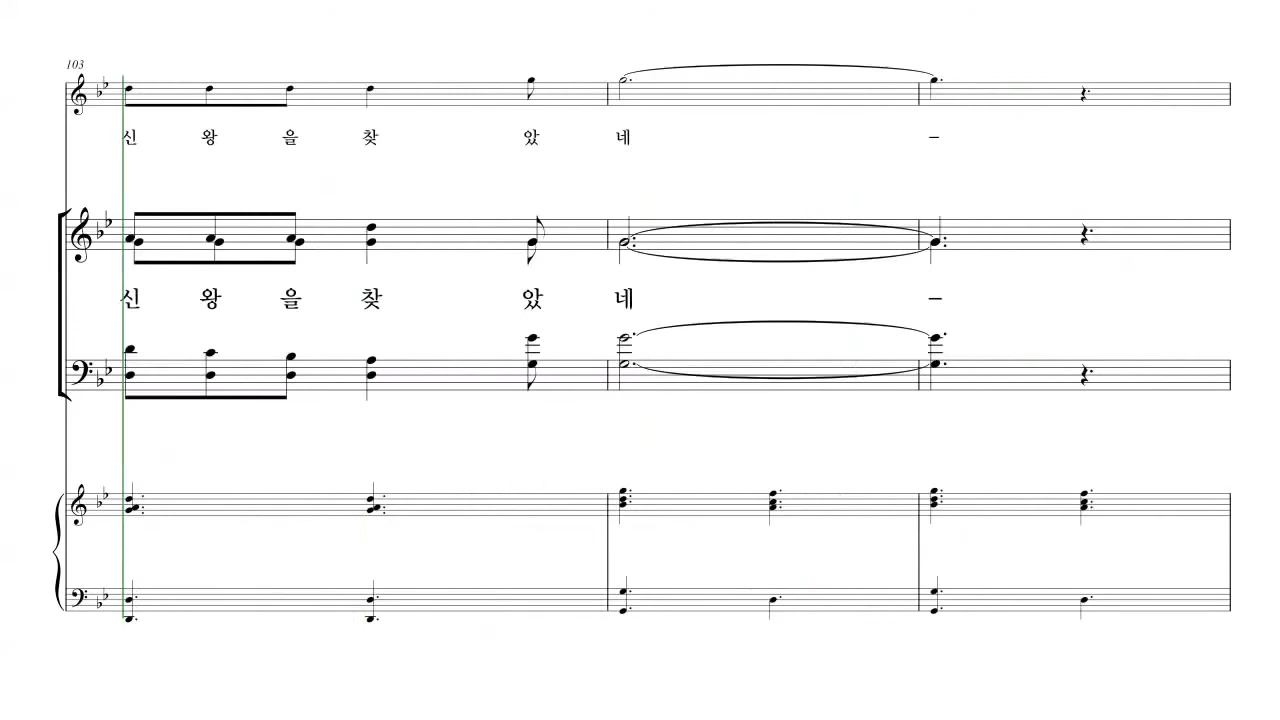 103
신 왕 을 찾 았 네 –
신 왕 을 찾 았 네 –